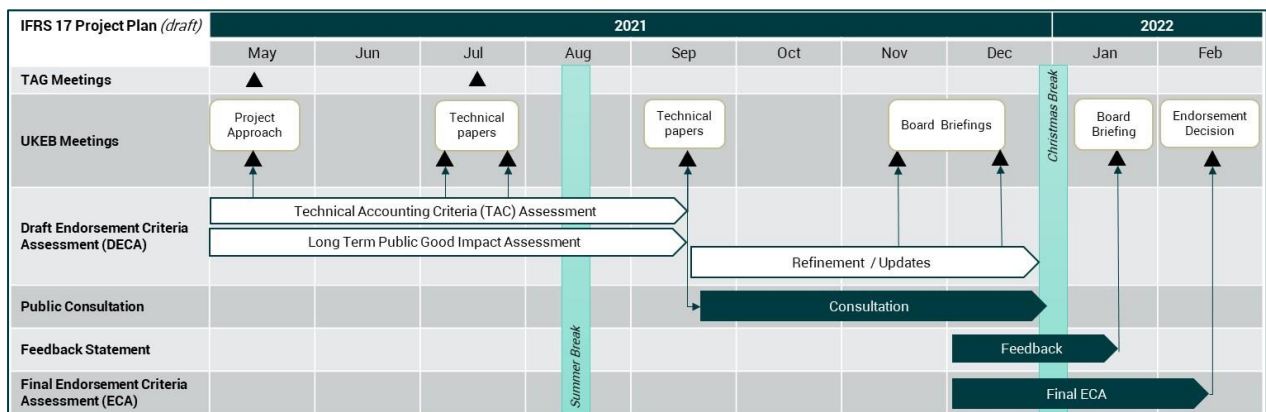 IFRS 17 Project Plan (draft)
2021
2022
May
Jun
Jul
Aug
Sep
Oct
Nov
Dec
Jan
Feb
TAG Meetings
UKEB Meetings
Project
Approach
Technical
papers
Technical
papers
Board Briefings
Board
Briefing
Endorsement
Decision
Christmas Break
Draft Endorsement Criteria
Assessment (DECA)
Technical Accounting Criteria (TAC) Assessment
Long Term Public Good Impact Assessment
Refinement / Updates
Public Consultation
Consultation
Summer Break
Feedback Statement
Feedback
Final Endorsement Criteria
Assessment (ECA)
Final ECA